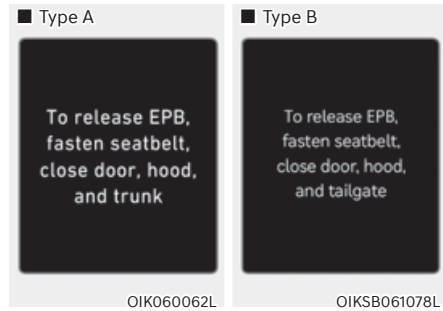 ■ Type A
To release EPB,
fasten seatbelt,
close door, hood,
and trunk
OIK060062L
■ Type B
To release EPB,
fasten seatbelt,
close door, hood,
and tailgate
OIKSB061078L